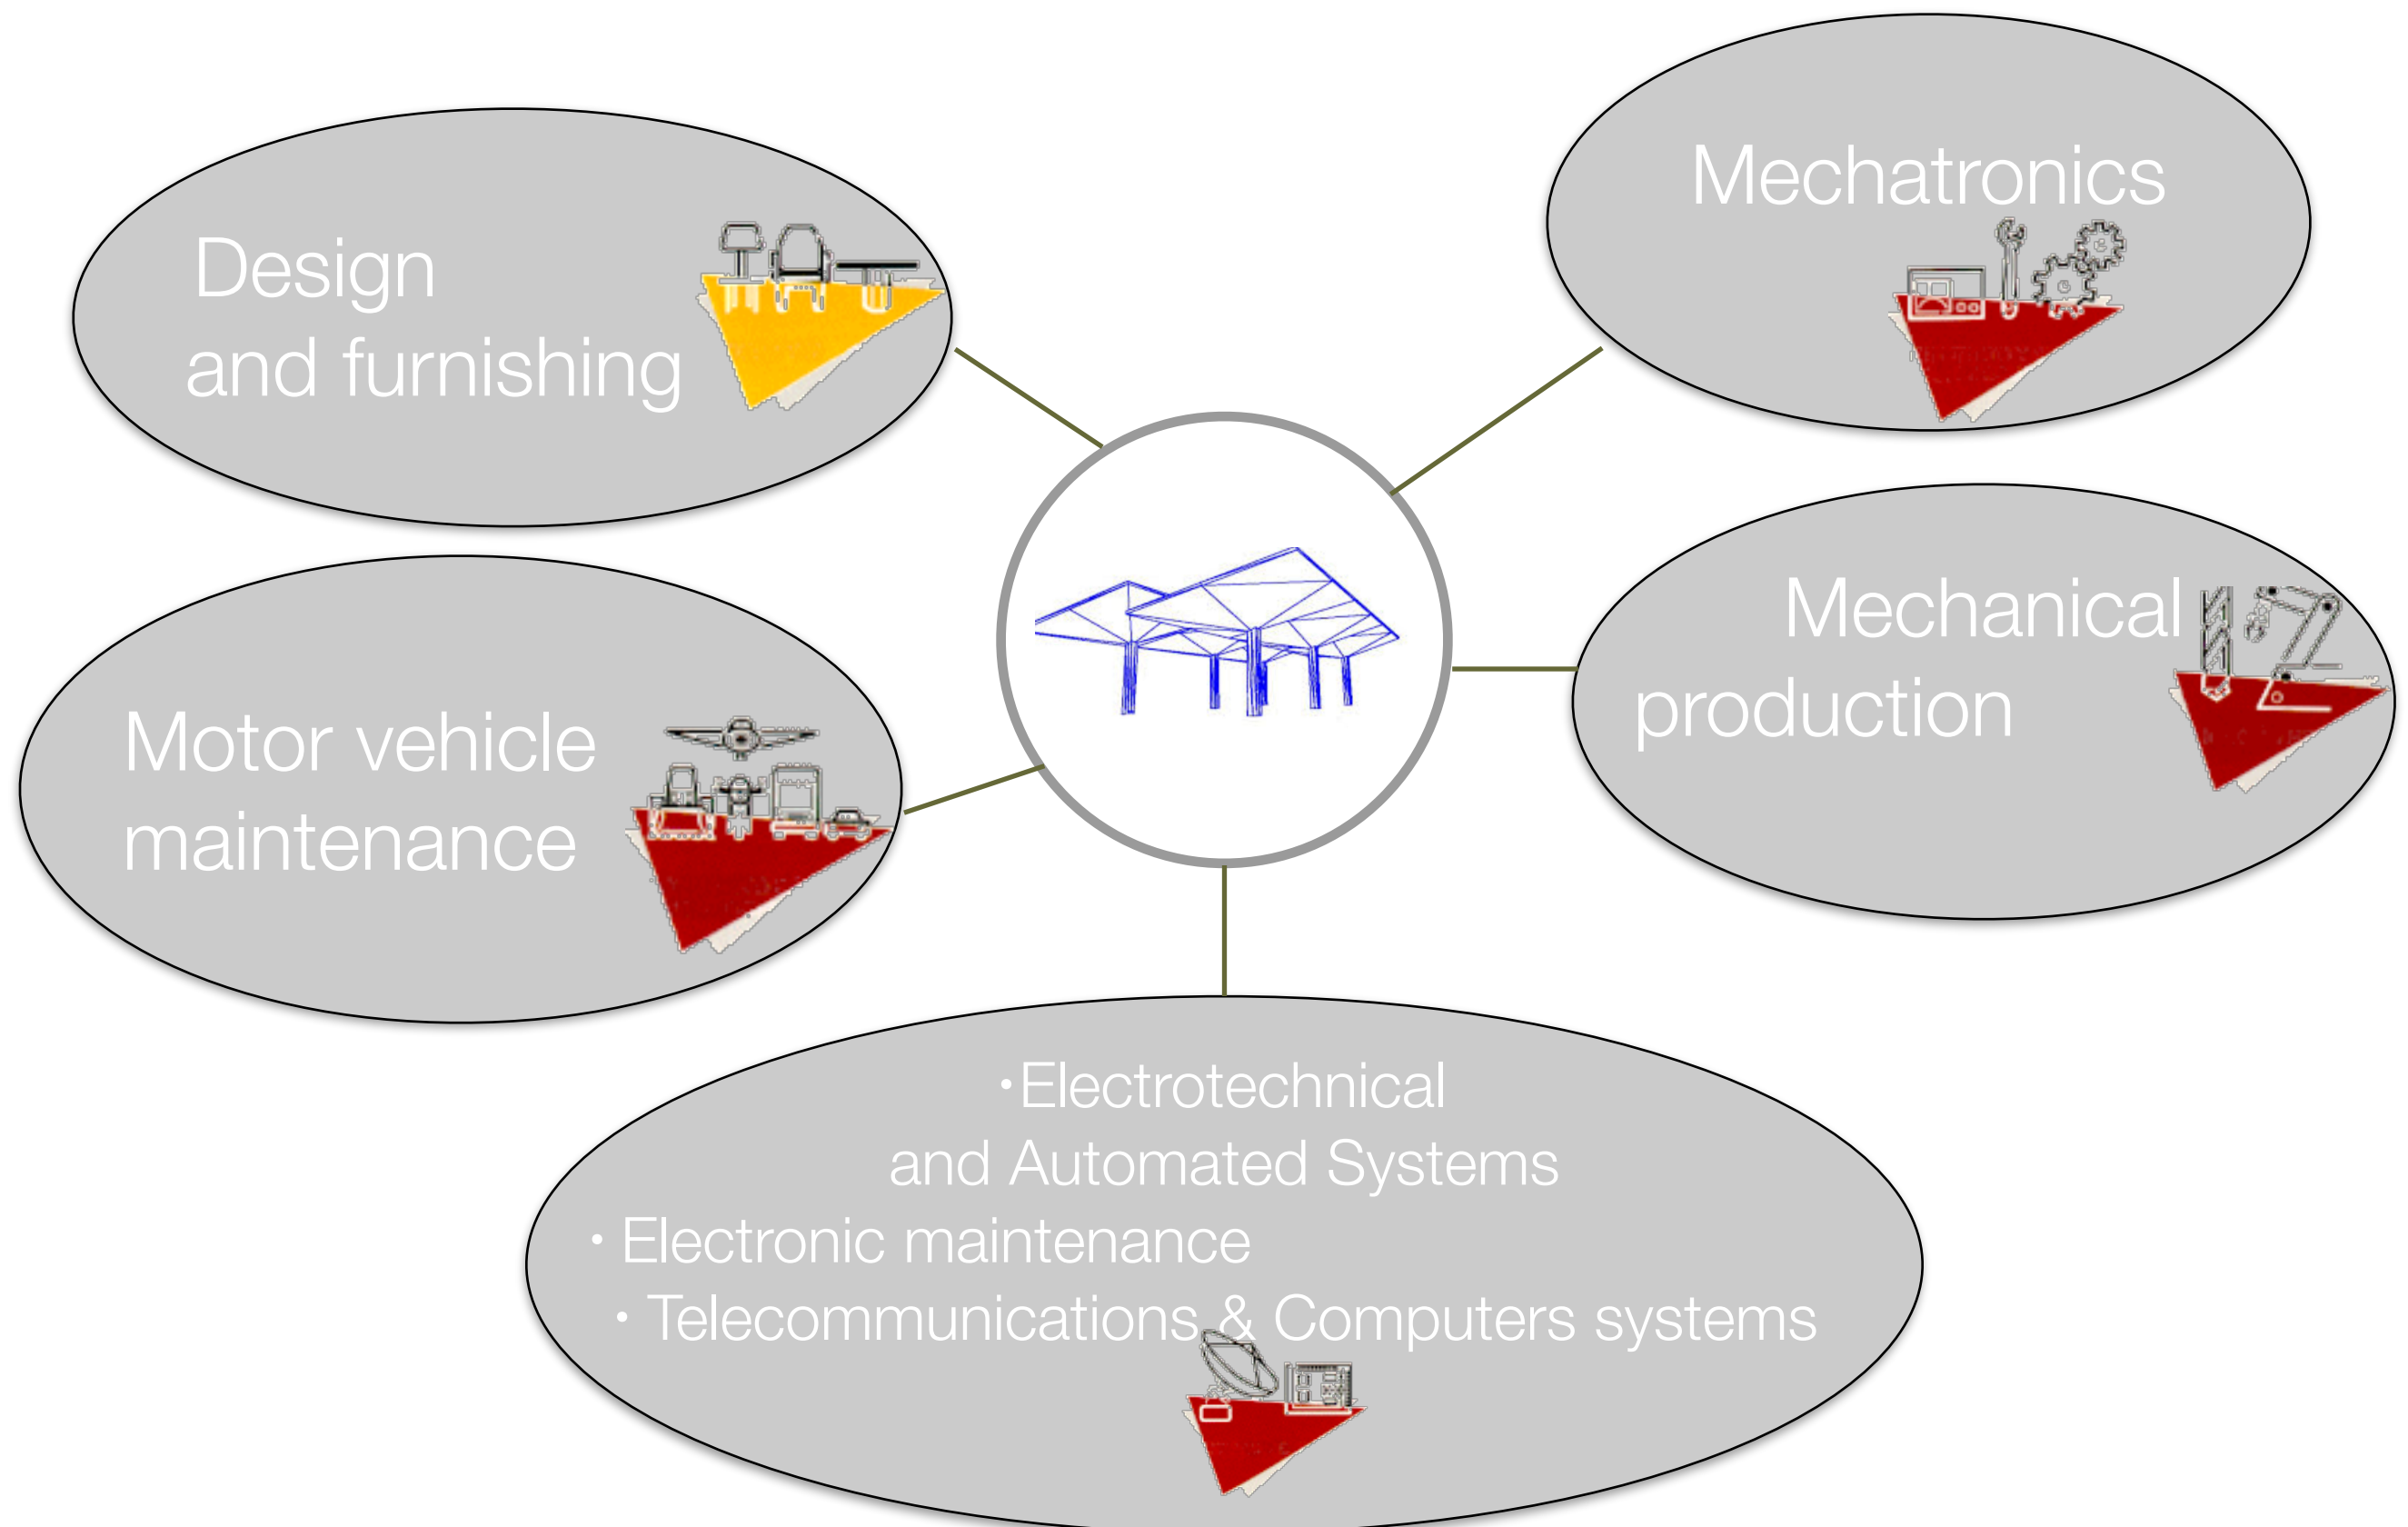 Design
and furnishing
Mechatronics
Motor vehicle
maintenance
Mechanical
production
•Electrotechnical
and Automated Systems
• Electronic maintenance
• Telecommunications & Computers systems